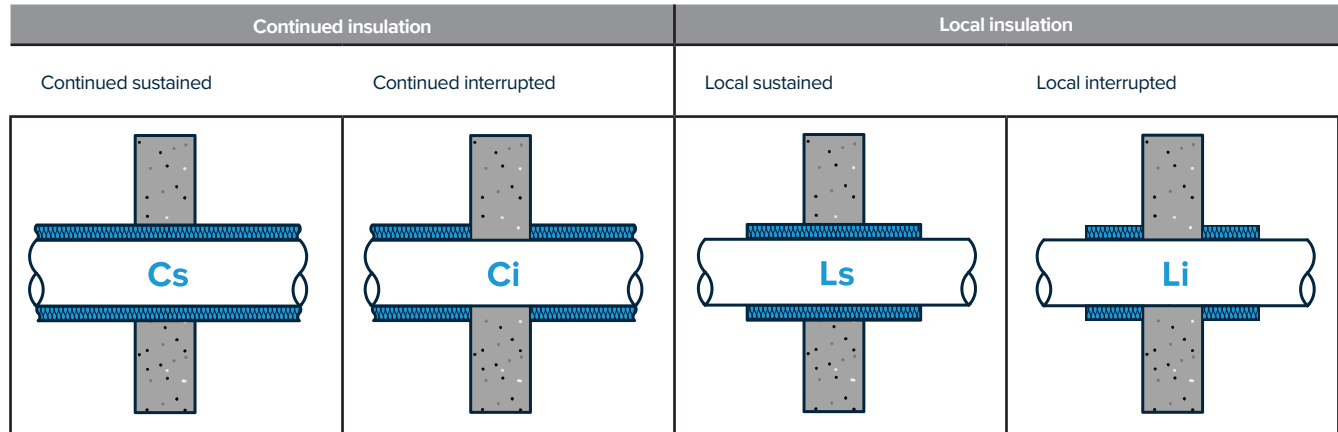 Continued insulation
Local insulation
Continued sustained
Continued interrupted
Local sustained
Local interrupted
Cs
Ci
Ls
Li